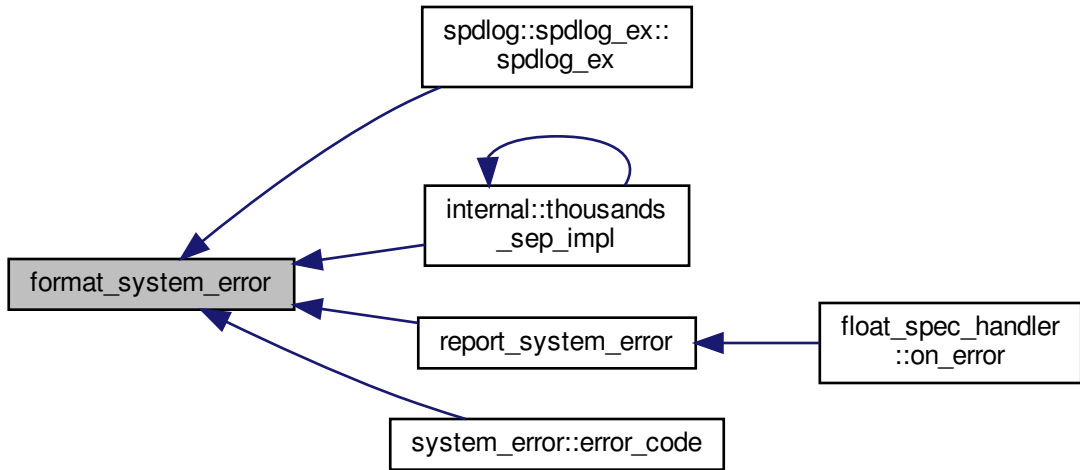 spdlog::spdlog_ex::
spdlog_ex
internal::thousands
_sep_impl
format_system_error
report_system_error
float_spec_handler
::on_error
system_error::error_code